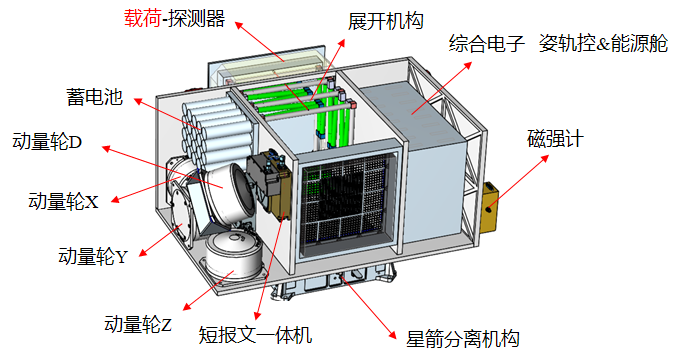 载荷-探测器
展开机构
综合电子 姿轨控&能源舱
蓄电池
动量轮D
磁强计
动量轮X
动量轮Y
动量轮Z
短报文一体机
星箭分离机构